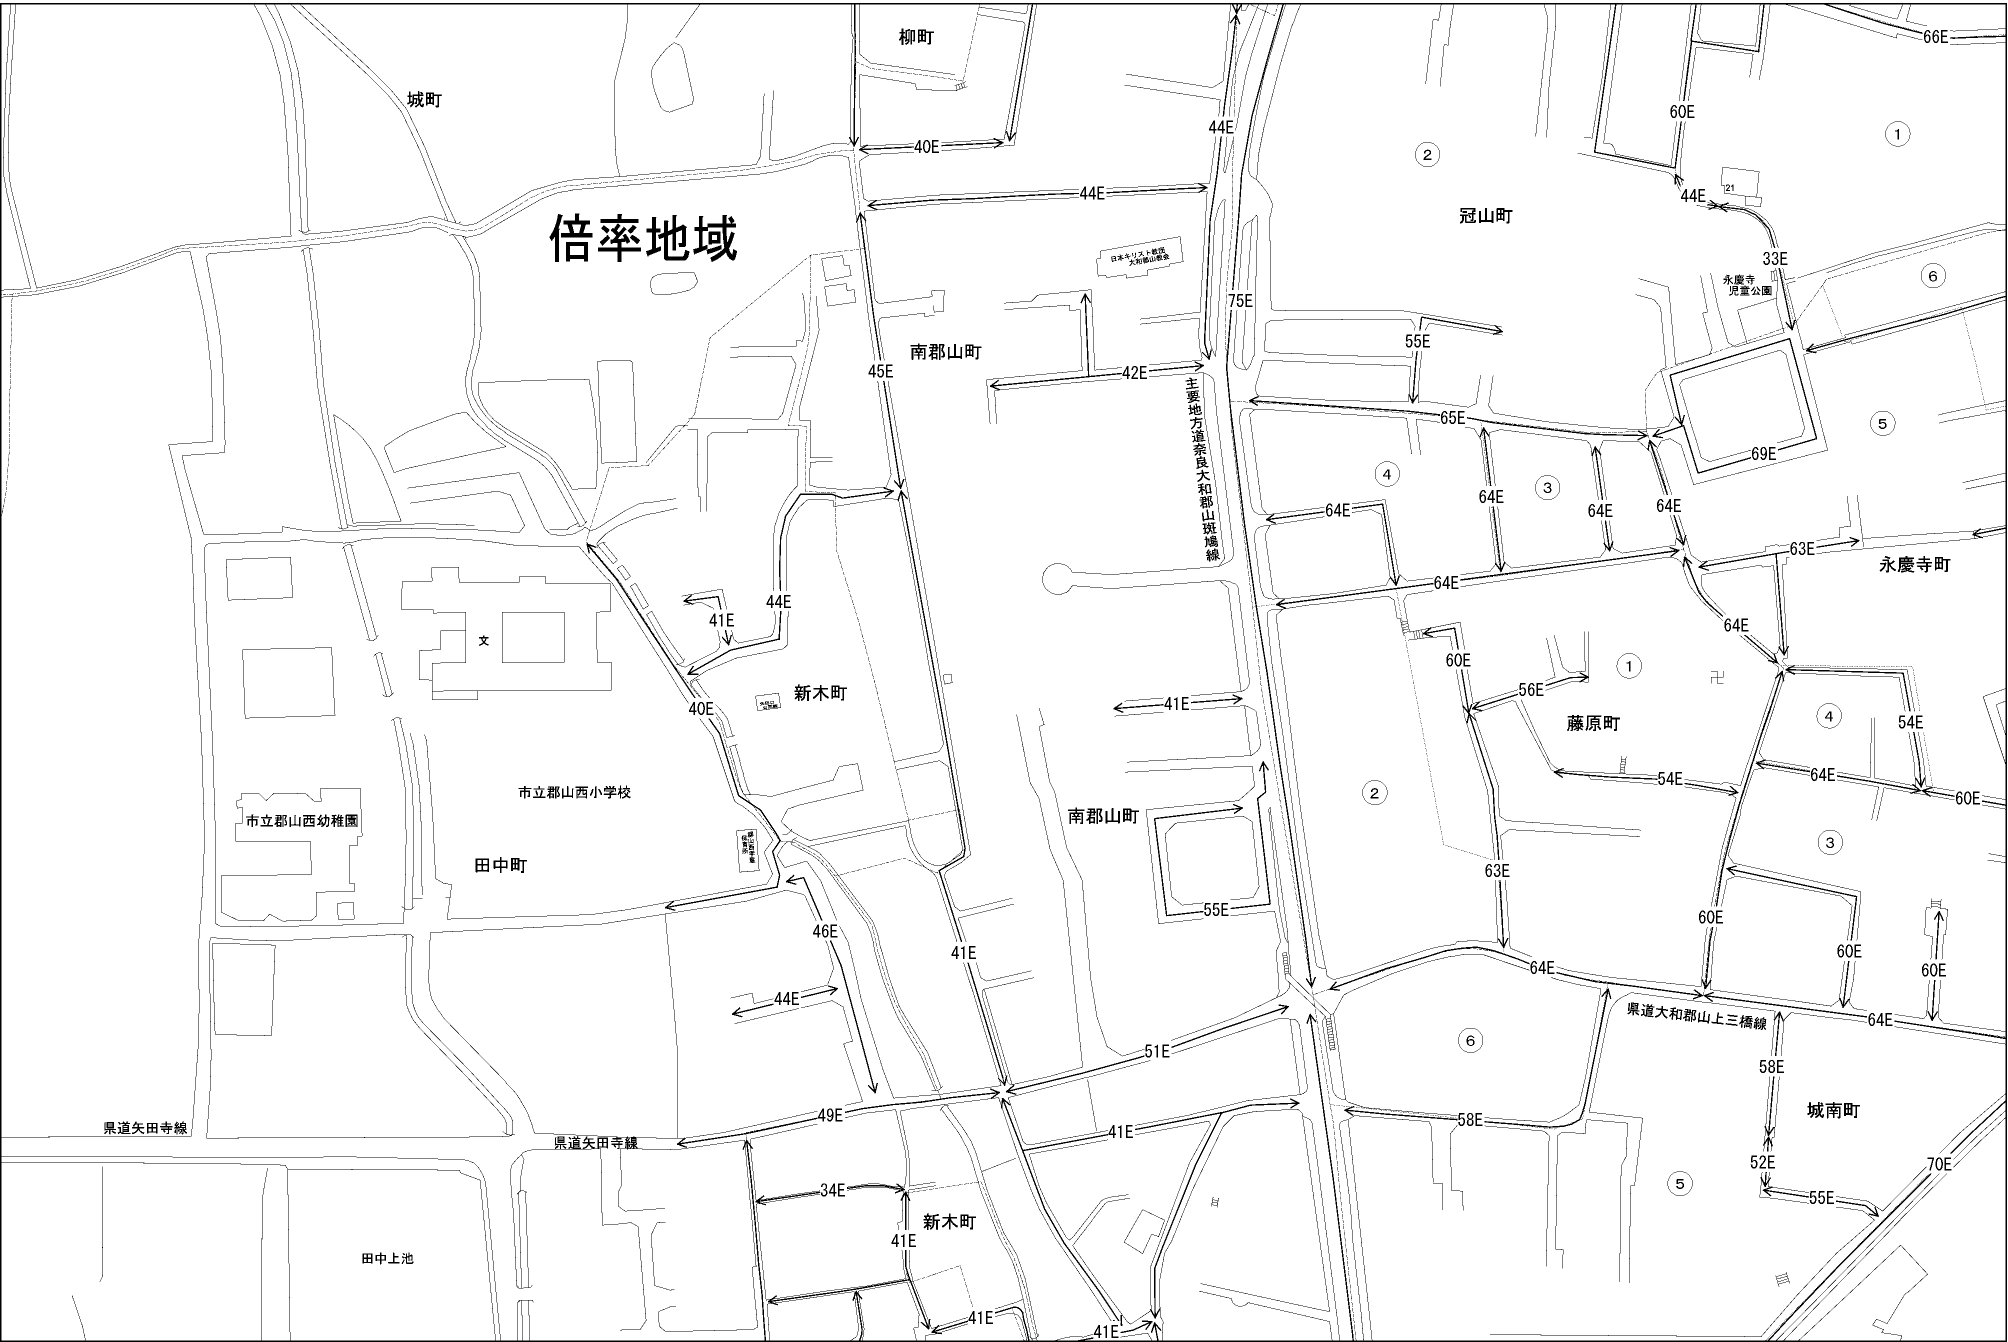 66E
柳町
城町
60E
①
44E
40E
②
44E
21
44E
冠山町
倍率地域
日本キリスト教団
大和郡山教会
33E
⑥
永慶寺
児童公園
75E
55E
南郡山町
45E
42E
主要地方道奈良大和郡山斑鳩線
65E
⑤
69E
④
③
64E
64E
64E
64E
63E
永慶寺町
64E
44E
41E
64E
文
60E
①
56E
新木町
40E
41E
藤原町
④
54E
54E
64E
60E
市立郡山西小学校
②
市立郡山西幼稚園
南郡山町
③
田中町
63E
55E
60E
46E
41E
60E
64E
60E
44E
県道大和郡山上三橋線
64E
51E
⑥
58E
49E
城南町
県道矢田寺線
県道矢田寺線
41E
58E
52E
70E
34E
⑤
55E
新木町
41E
田中上池
41E
41E